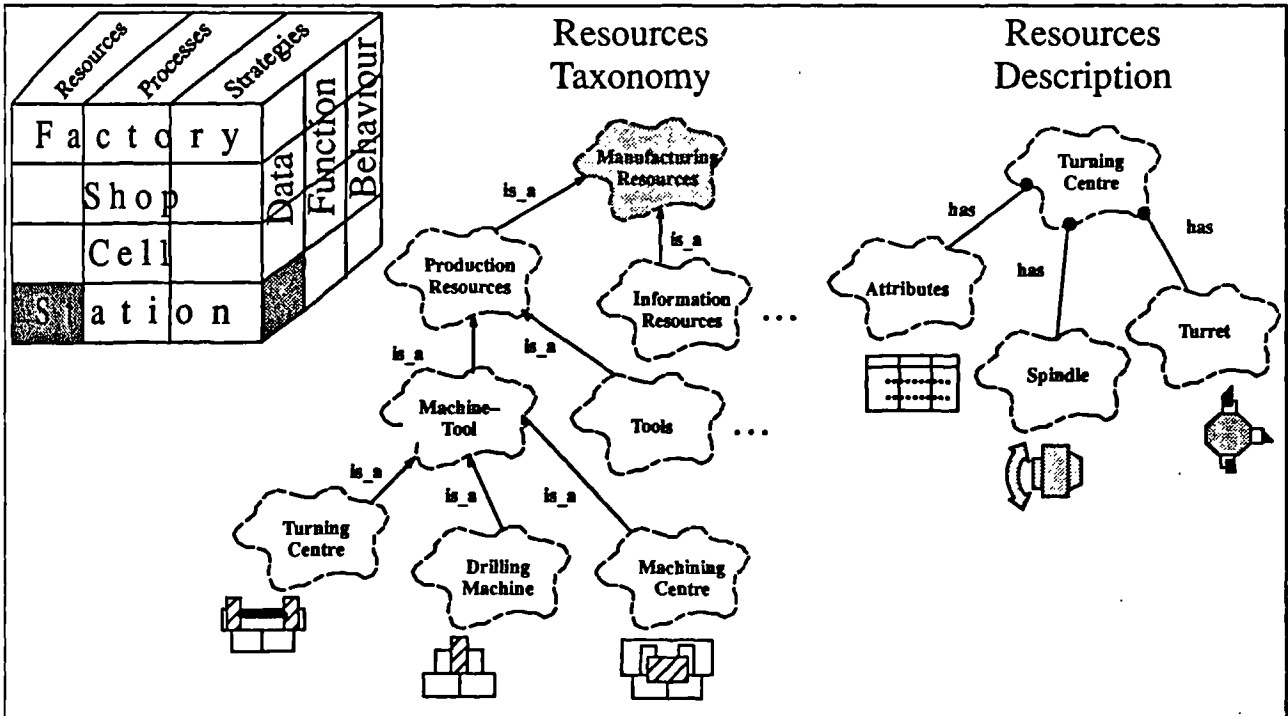 Resources
Processes
Strategies
Factory
Shop
Cell
Station
Data
Function
Behaviour
Resources
Taxonomy
Manufacturing
Resources
is_a
is_a
Production
Resources
Information
Resources
...
is_a
is_a
Machine-
Tool
Tools
...
is_a
is_a
is_a
Turning
Centre
Drilling
Machine
Machining
Centre
Resources
Description
Turning
Centre
has
has
has
Attributes
Spindle
Turret